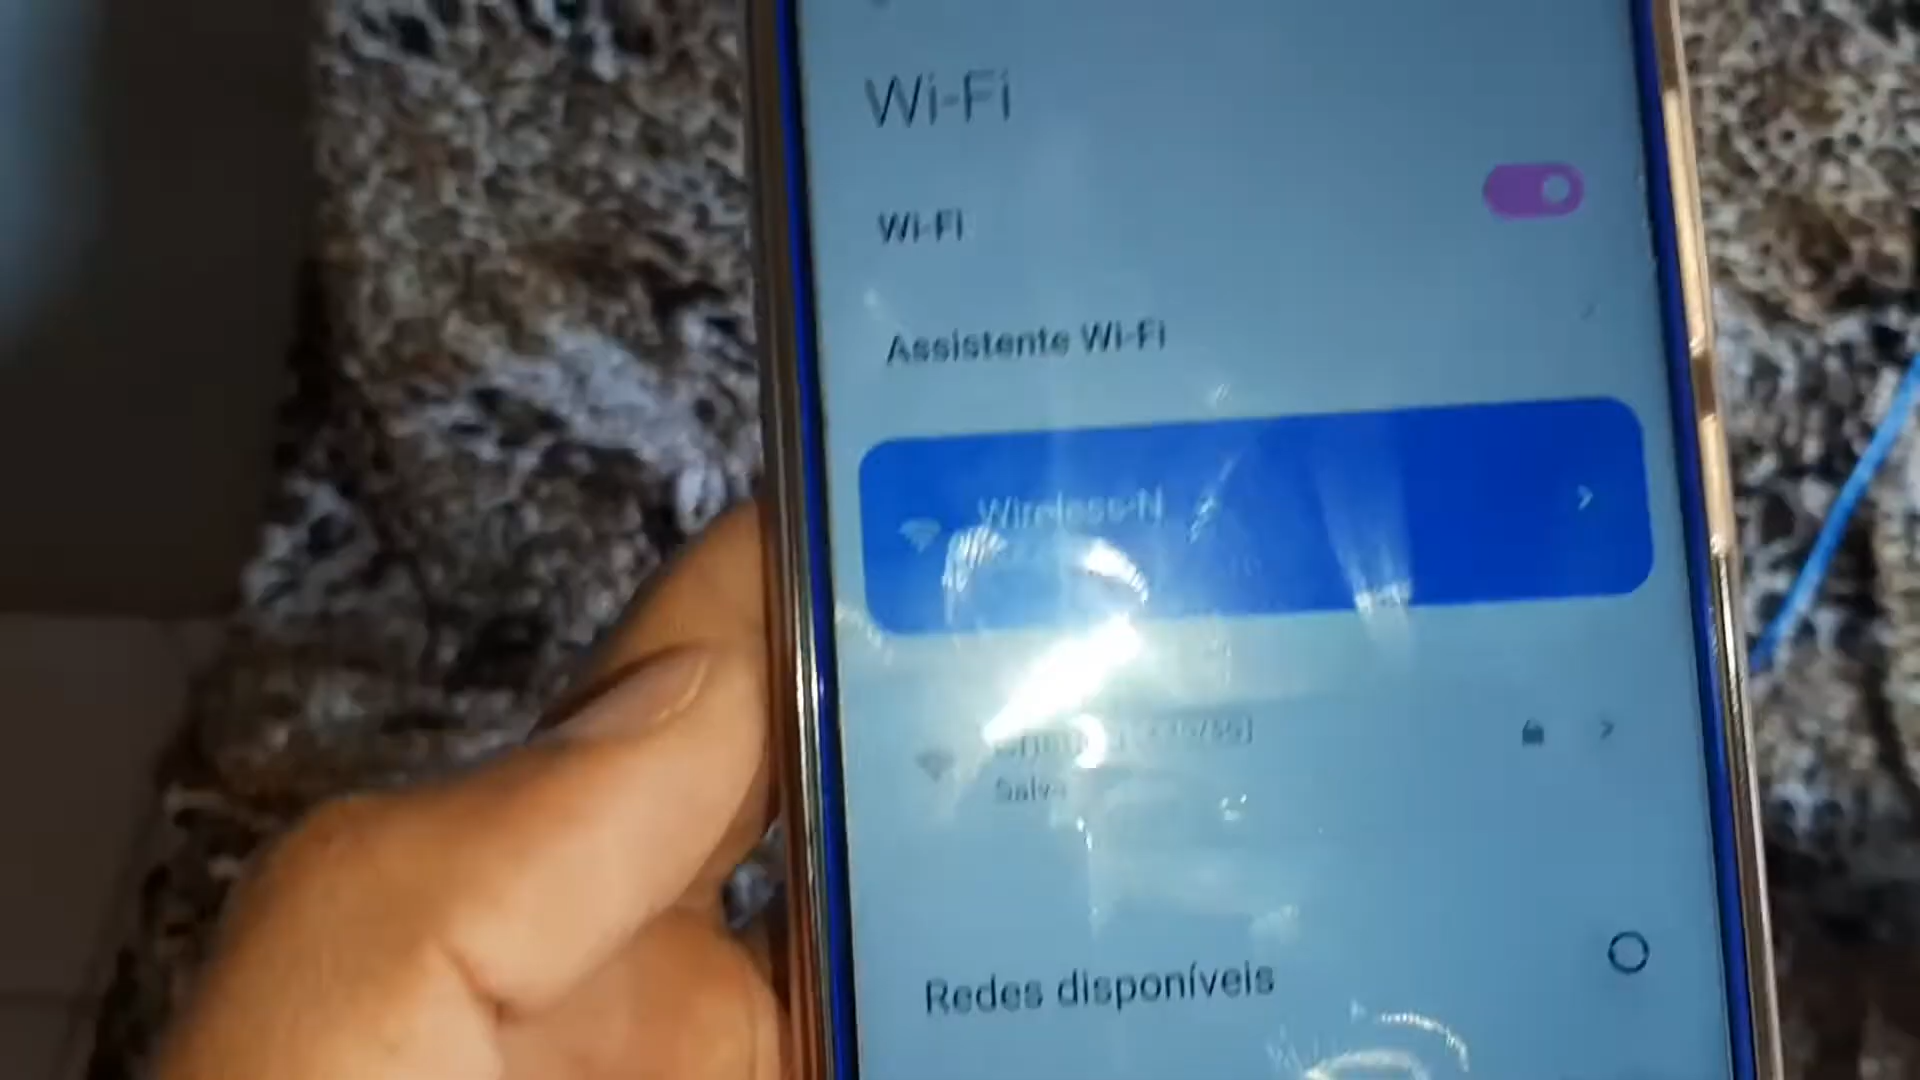 Wi-Fi
Wi-Fi
Assistente Wi-Fi
Wireless-N
Redes disponíveis